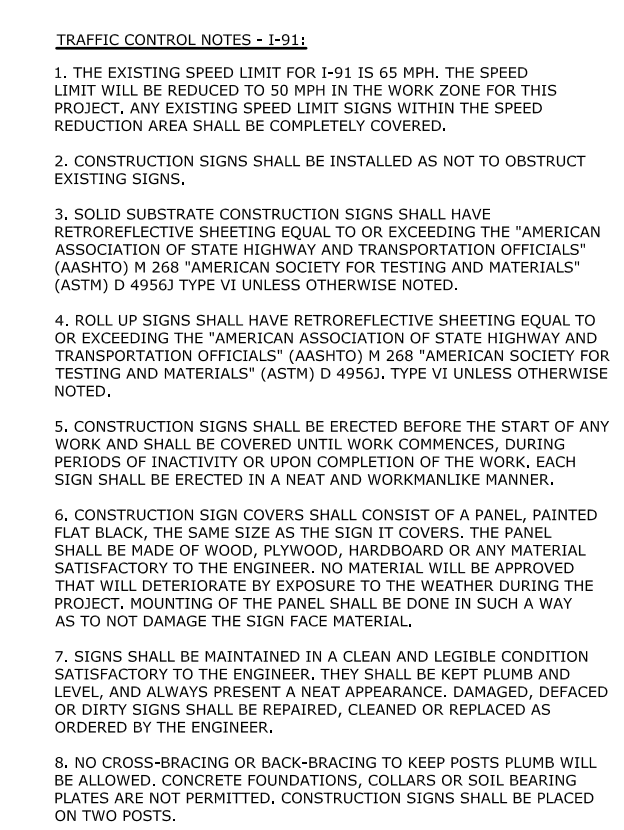 TRAFFIC CONTROL NOTES - I-91:
1. THE EXISTING SPEED LIMIT FOR I-91 IS 65 MPH. THE SPEED
LIMIT WILL BE REDUCED TO 50 MPH IN THE WORK ZONE FOR THIS
PROJECT. ANY EXISTING SPEED LIMIT SIGNS WITHIN THE SPEED
REDUCTION AREA SHALL BE COMPLETELY COVERED.
2. CONSTRUCTION SIGNS SHALL BE INSTALLED AS NOT TO OBSTRUCT
EXISTING SIGNS.
3. SOLID SUBSTRATE CONSTRUCTION SIGNS SHALL HAVE
RETROREFLECTIVE SHEETING EQUAL TO OR EXCEEDING THE "AMERICAN
ASSOCIATION OF STATE HIGHWAY AND TRANSPORTATION OFFICIALS"
(AASHTO) M 268 "AMERICAN SOCIETY FOR TESTING AND MATERIALS"
(ASTM) D 4956J TYPE VI UNLESS OTHERWISE NOTED.
4. ROLL UP SIGNS SHALL HAVE RETROREFLECTIVE SHEETING EQUAL TO
OR EXCEEDING THE "AMERICAN ASSOCIATION OF STATE HIGHWAY AND
TRANSPORTATION OFFICIALS" (AASHTO) M 268 "AMERICAN SOCIETY FOR
TESTING AND MATERIALS" (ASTM) D 4956J. TYPE VI UNLESS OTHERWISE
NOTED.
5. CONSTRUCTION SIGNS SHALL BE ERECTED BEFORE THE START OF ANY
WORK AND SHALL BE COVERED UNTIL WORK COMMENCES, DURING
PERIODS OF INACTIVITY OR UPON COMPLETION OF THE WORK. EACH
SIGN SHALL BE ERECTED IN A NEAT AND WORKMANLIKE MANNER.
6. CONSTRUCTION SIGN COVERS SHALL CONSIST OF A PANEL, PAINTED
FLAT BLACK, THE SAME SIZE AS THE SIGN IT COVERS. THE PANEL
SHALL BE MADE OF WOOD, PLYWOOD, HARDBOARD OR ANY MATERIAL
SATISFACTORY TO THE ENGINEER. NO MATERIAL WILL BE APPROVED
THAT WILL DETERIORATE BY EXPOSURE TO THE WEATHER DURING THE
PROJECT. MOUNTING OF THE PANEL SHALL BE DONE IN SUCH A WAY
AS TO NOT DAMAGE THE SIGN FACE MATERIAL.
7. SIGNS SHALL BE MAINTAINED IN A CLEAN AND LEGIBLE CONDITION
SATISFACTORY TO THE ENGINEER. THEY SHALL BE KEPT PLUMB AND
LEVEL, AND ALWAYS PRESENT A NEAT APPEARANCE. DAMAGED, DEFACED
OR DIRTY SIGNS SHALL BE REPAIRED, CLEANED OR REPLACED AS
ORDERED BY THE ENGINEER.
8. NO CROSS-BRACING OR BACK-BRACING TO KEEP POSTS PLUMB WILL
BE ALLOWED. CONCRETE FOUNDATIONS, COLLARS OR SOIL BEARING
PLATES ARE NOT PERMITTED. CONSTRUCTION SIGNS SHALL BE PLACED
ON TWO POSTS.